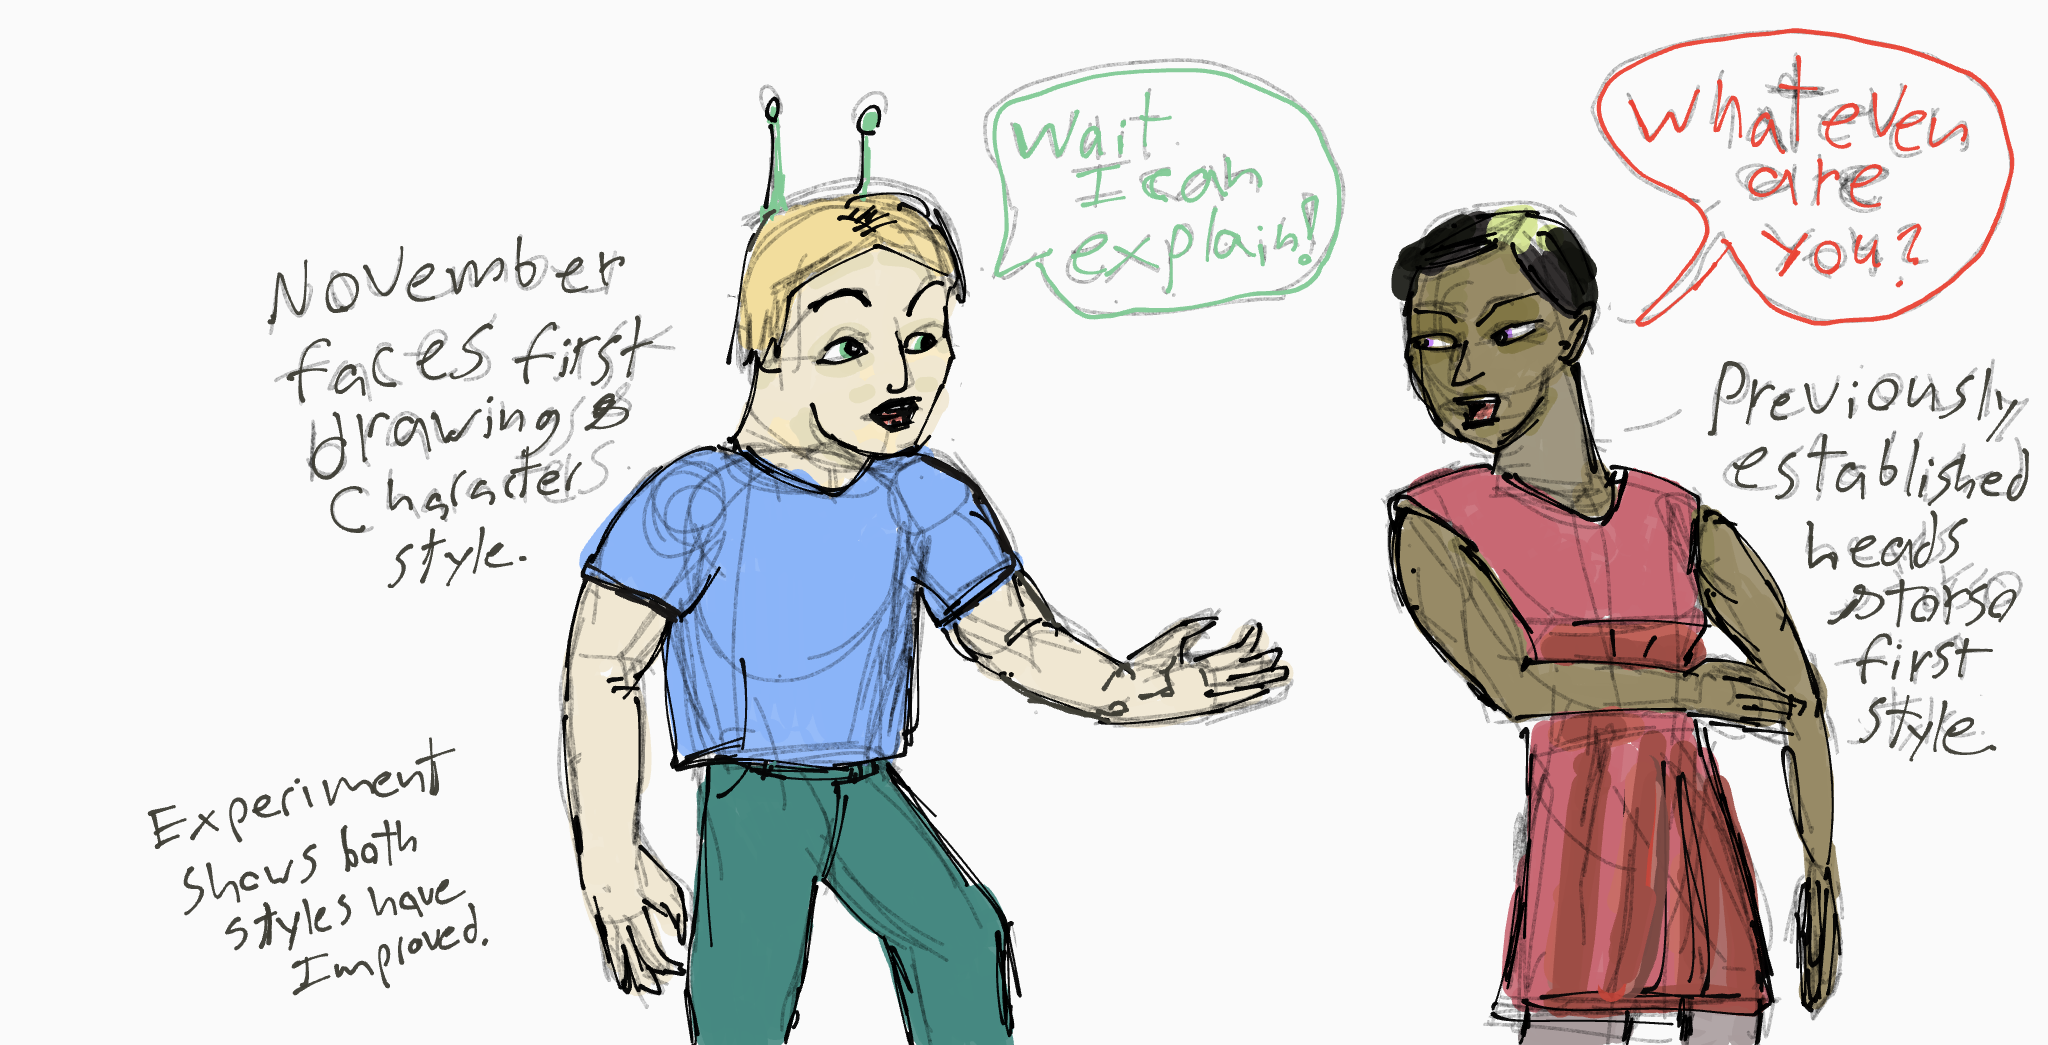 Wait
I can
explain!
What even
are
you?
November
faces first
drawing &
Characters
style.
Previously
established
heads
& torso
first
style.
Experiment
shows both
styles have
Improved.